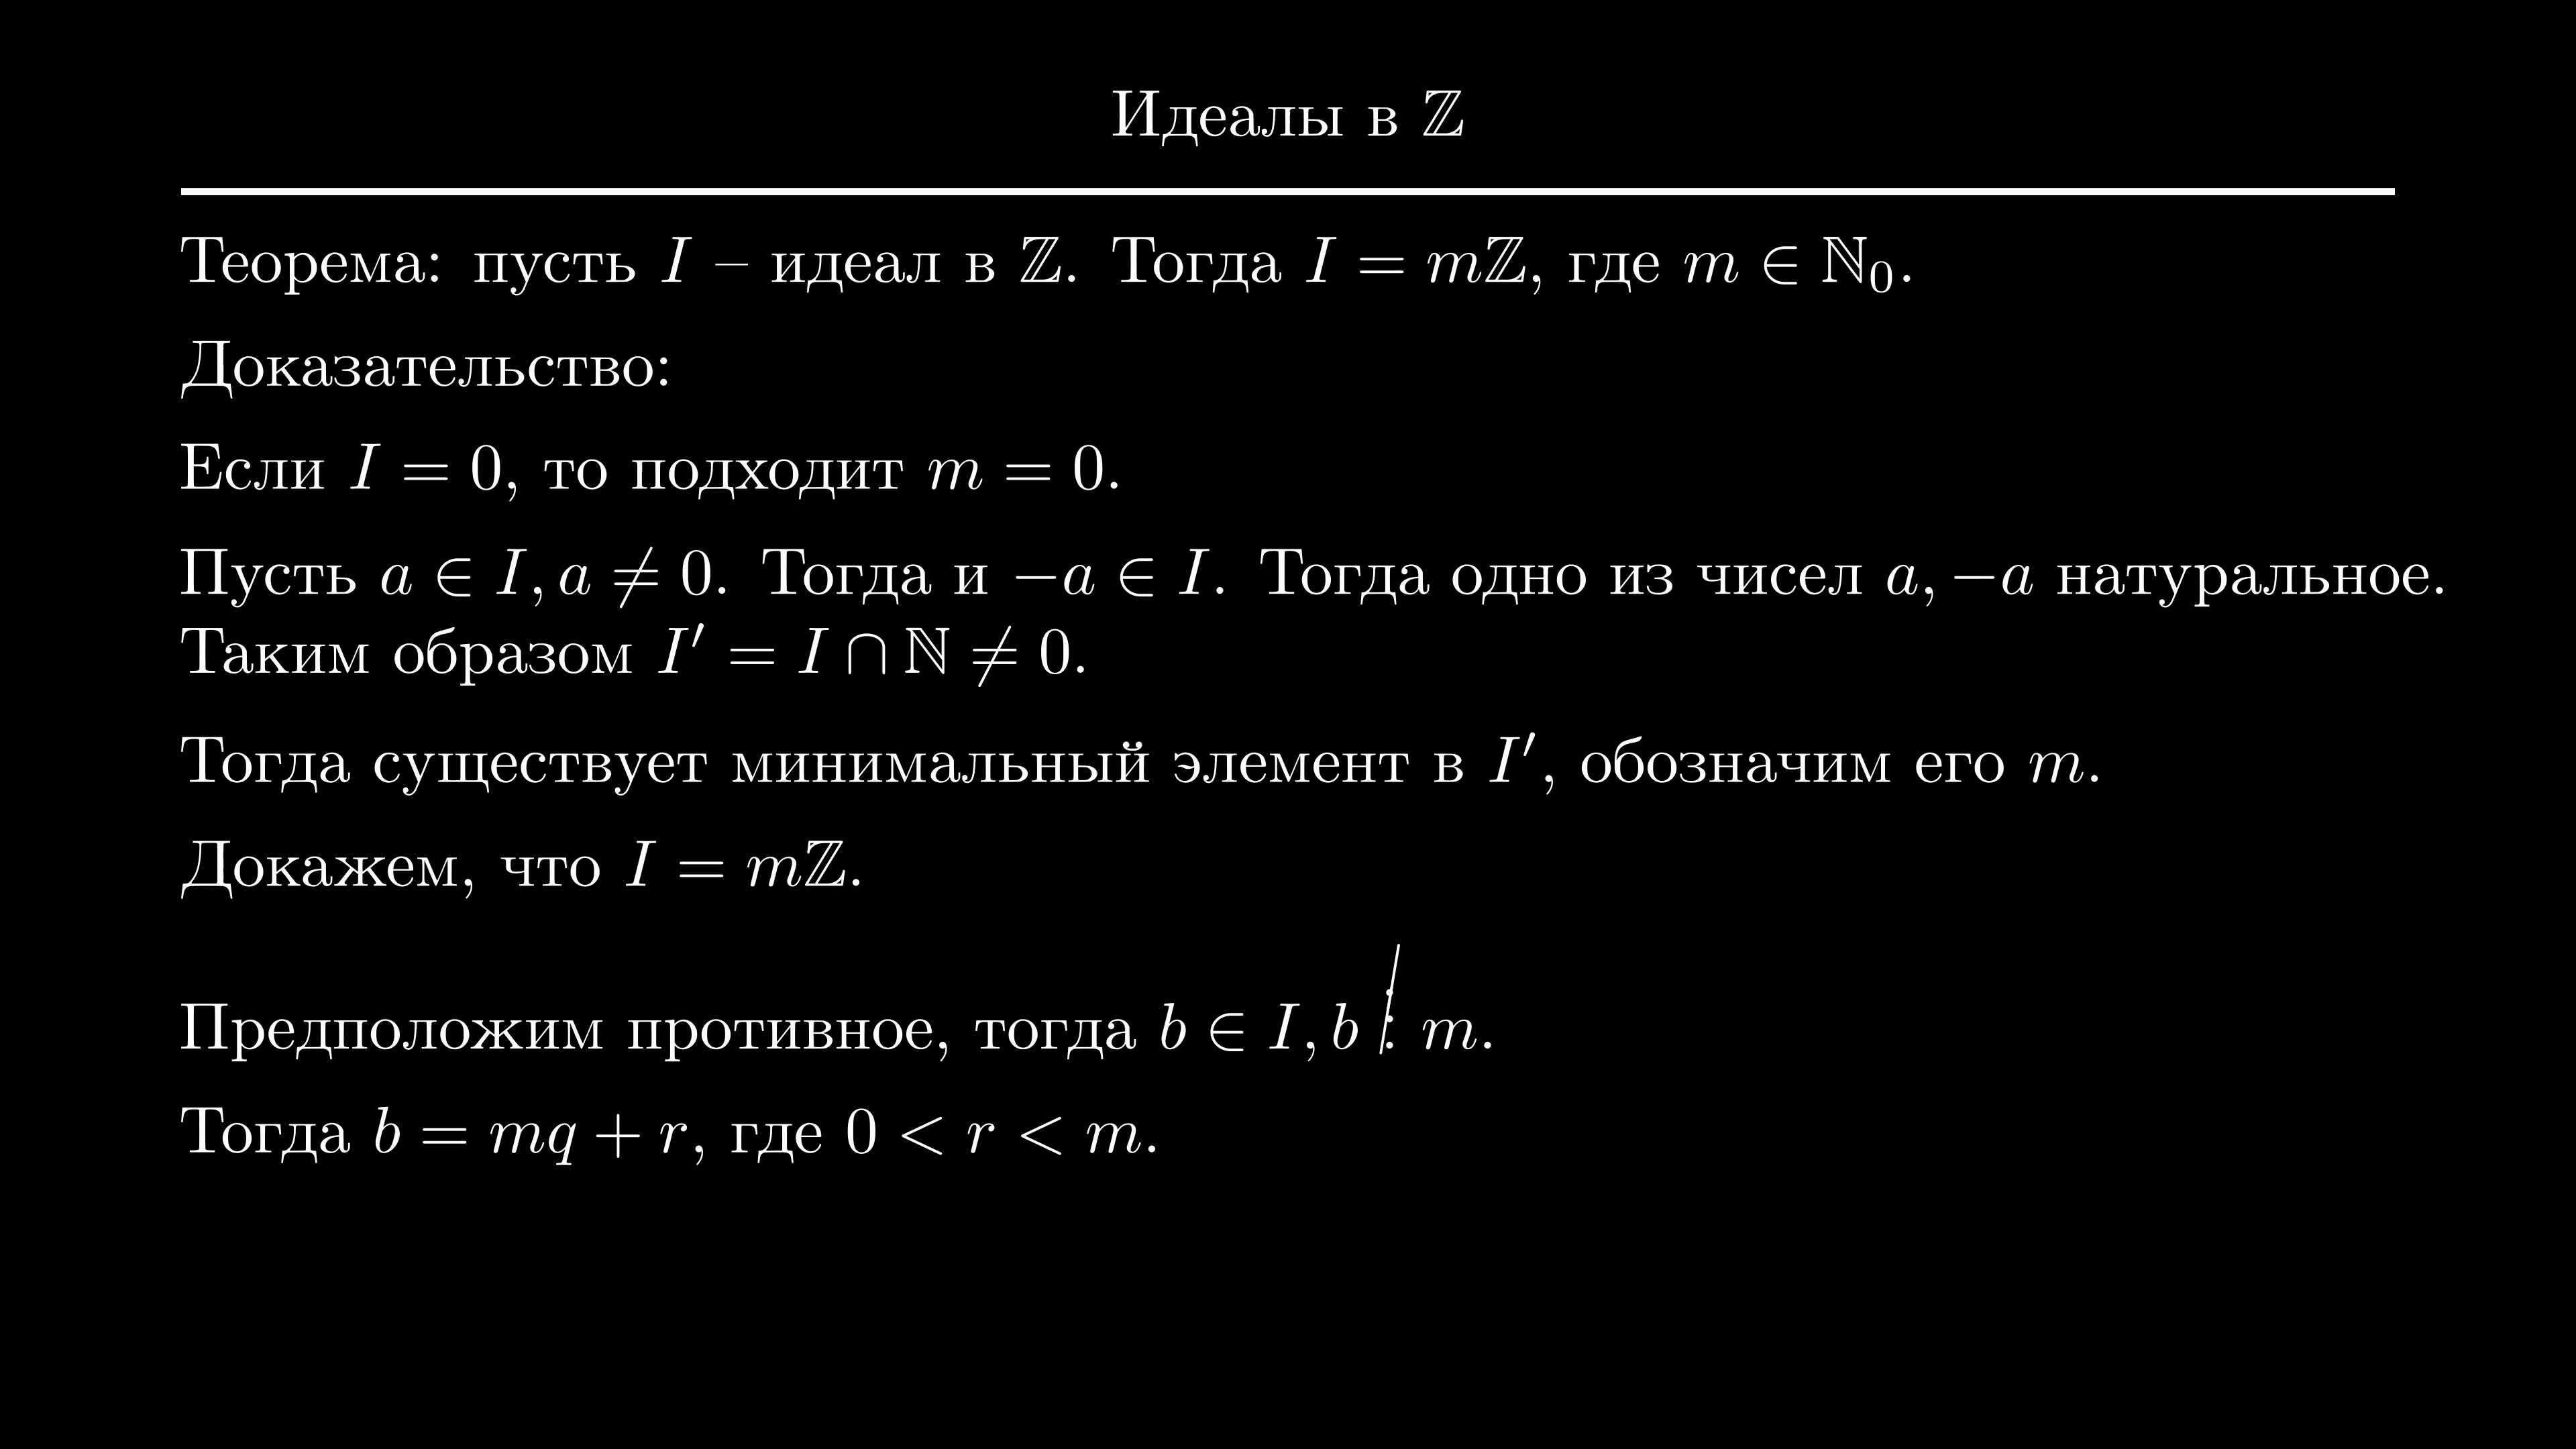 Идеалы в ℤ
Теорема: пусть I – идеал в ℤ. Тогда I = mℤ, где m ∈ ℕ₀.
Доказательство:
Если I = 0, то подходит m = 0.
Пусть a ∈ I, a ≠ 0. Тогда и −a ∈ I. Тогда одно из чисел a, −a натуральное.
Таким образом I′ = I ∩ ℕ ≠ 0.
Тогда существует минимальный элемент в I′, обозначим его m.
Докажем, что I = mℤ.
Предположим противное, тогда b ∈ I, b ⋮̸ m.
Тогда b = mq + r, где 0 < r < m.